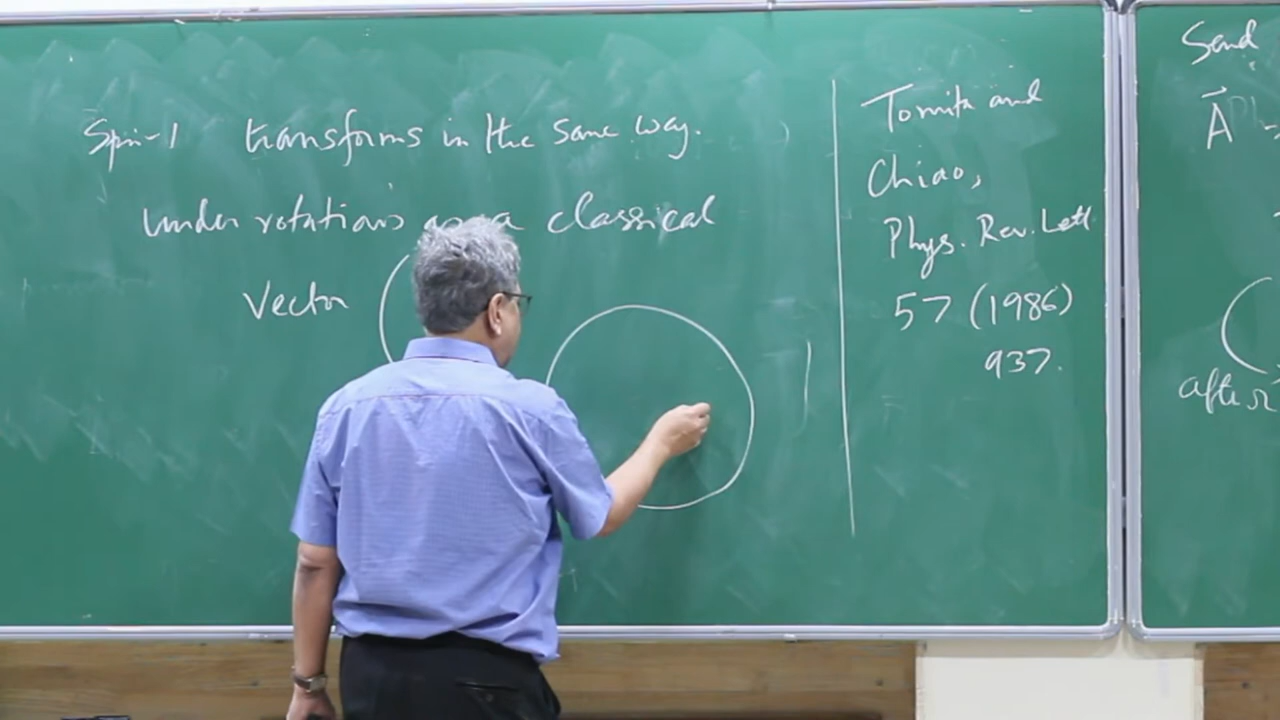 Spin-1 transforms in the same way.
under rotations as a classical
Vector
Tomita and
Chiao,
Phys. Rev. Lett
57 (1986)
937.
Send
A
after